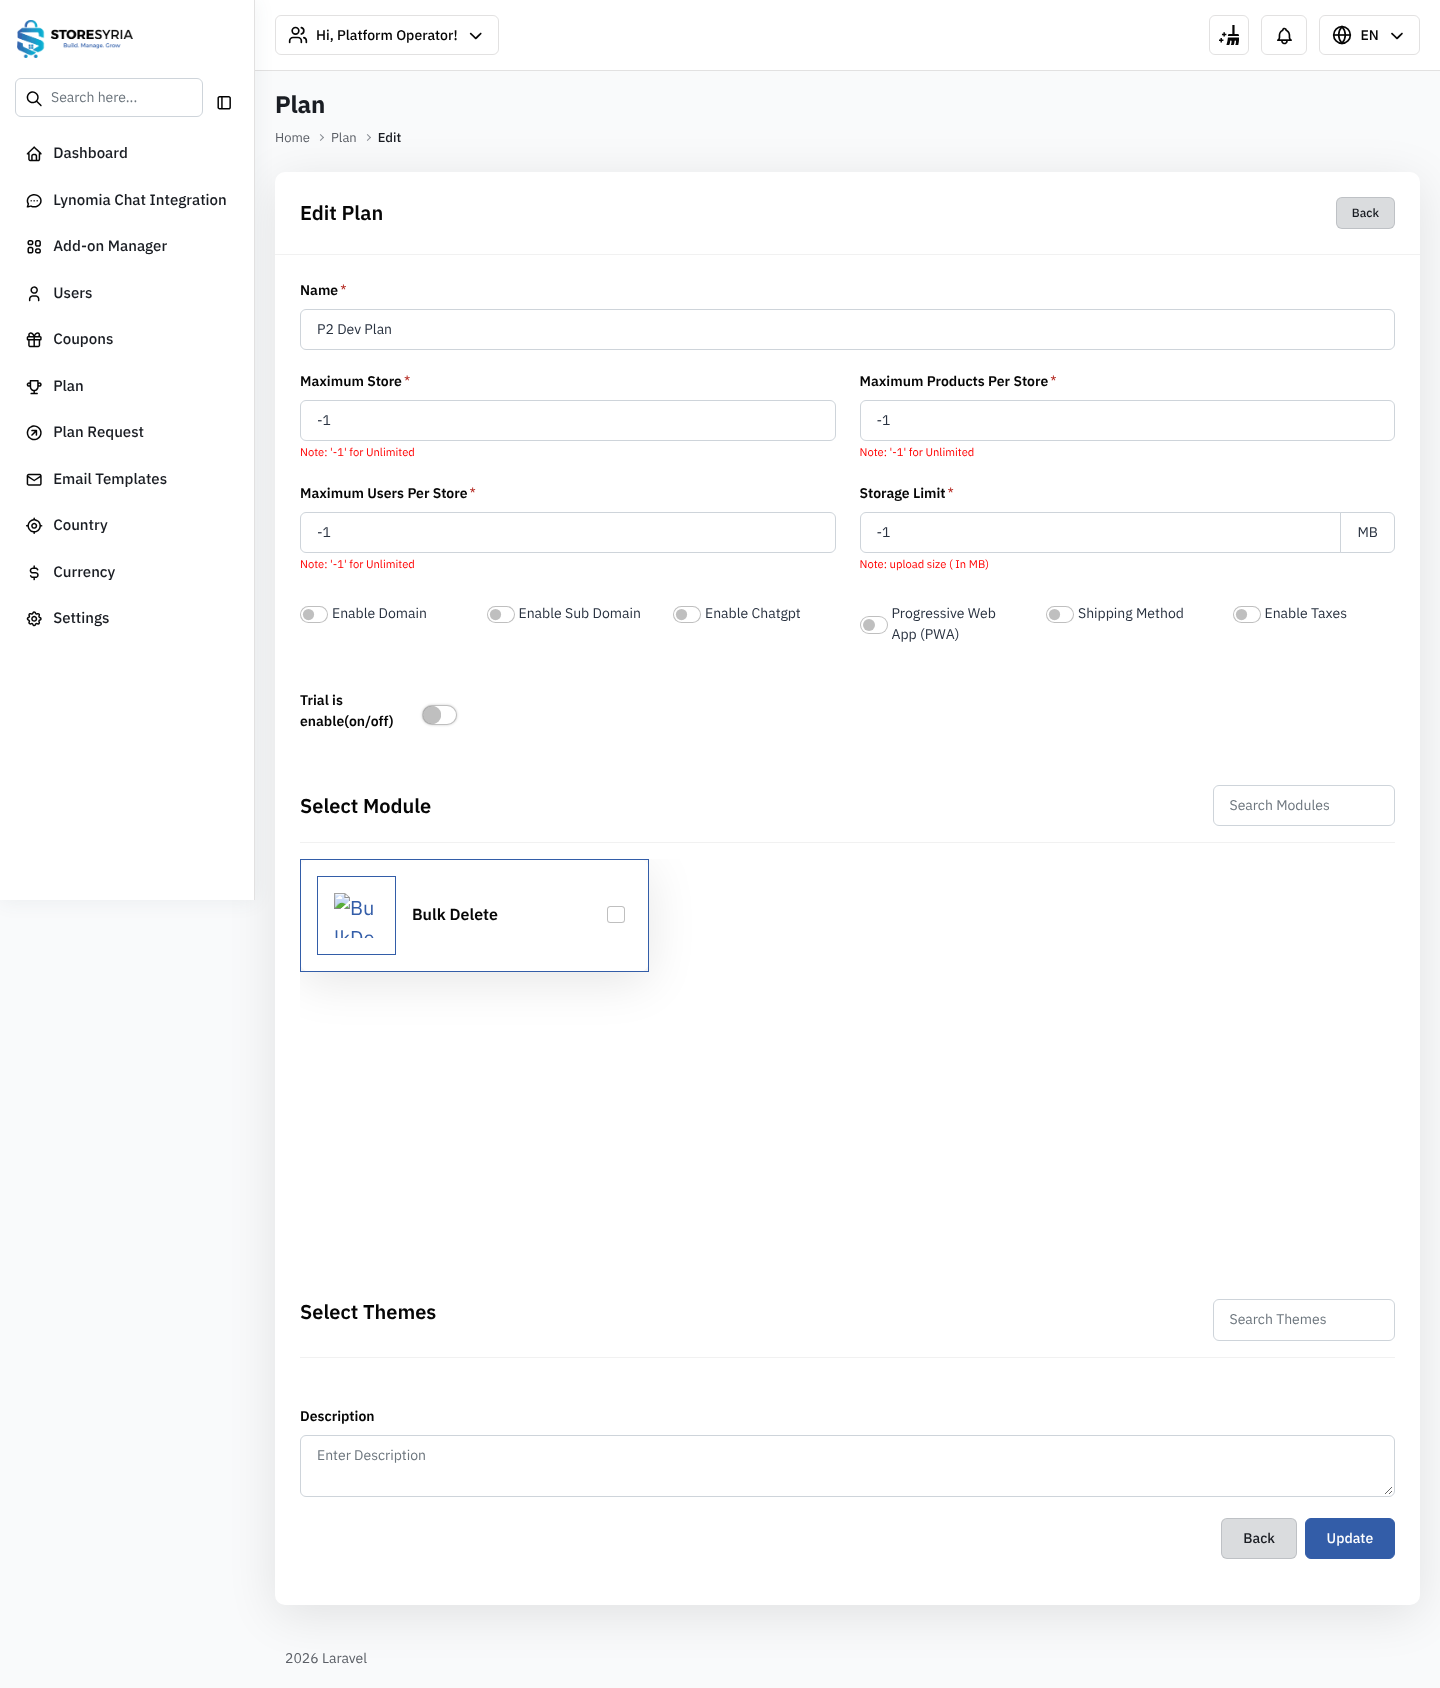 STORESYRIA
Build. Manage. Grow
Search here...
Dashboard
Lynomia Chat Integration
Add-on Manager
Users
Coupons
Plan
Plan Request
Email Templates
Country
Currency
Settings
Hi, Platform Operator!
EN
Plan
Home > Plan > Edit
Edit Plan
Back
Name *
P2 Dev Plan
Maximum Store *
Maximum Products Per Store *
-1
-1
Note: '-1' for Unlimited
Note: '-1' for Unlimited
Maximum Users Per Store *
Storage Limit *
-1
-1
MB
Note: '-1' for Unlimited
Note: upload size ( In MB)
Enable Domain
Enable Sub Domain
Enable Chatgpt
Progressive Web
App (PWA)
Shipping Method
Enable Taxes
Trial is
enable(on/off)
Select Module
Search Modules
Bu
lkDe
Bulk Delete
Select Themes
Search Themes
Description
Enter Description
Back
Update
2026 Laravel